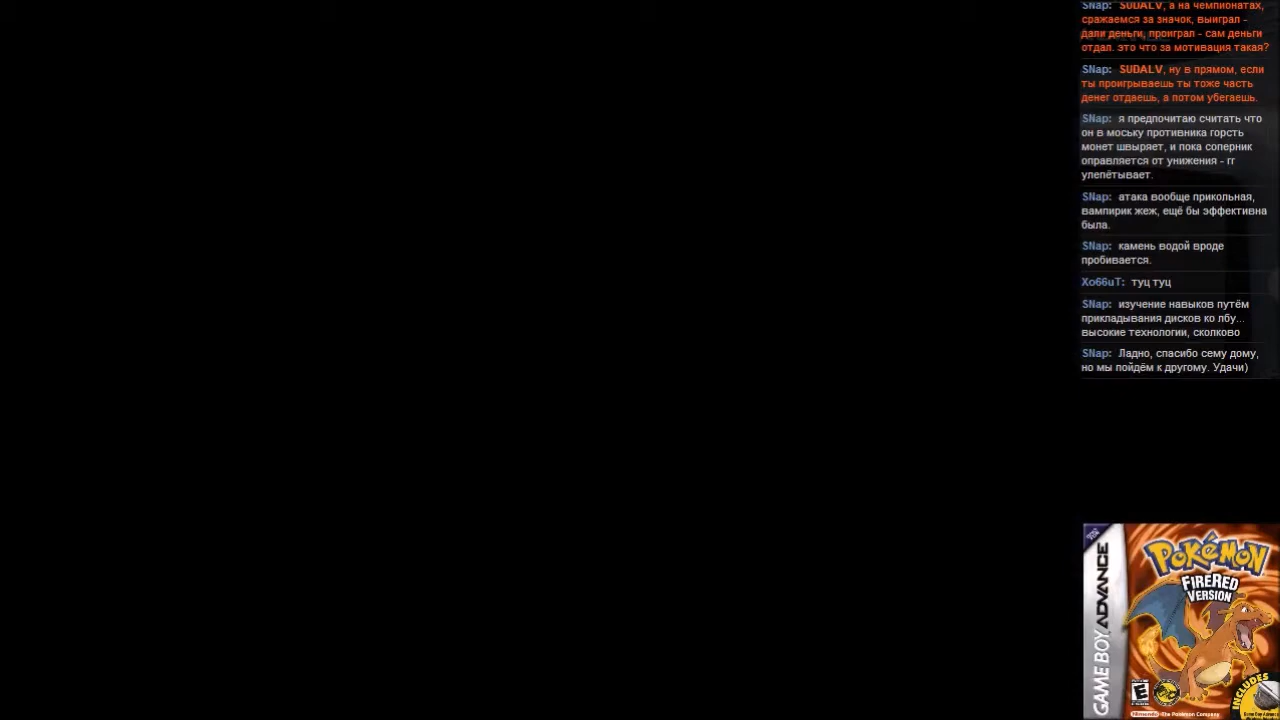 SNap: SUDALV, а на чемпионатах,
сражаемся за значок, выиграл -
дали деньги, проиграл - сам деньги
отдал. это что за мотивация такая?
SNap: SUDALV, ну в прямом, если
ты проигрываешь ты тоже часть
денег отдаешь, а потом убегаешь.
SNap: я предпочитаю считать что
он в моську противника горсть
монет швыряет, и пока соперник
оправляется от унижения - гг
улепётывает.
SNap: атака вообще прикольная,
вампирик жеж, ещё бы эффективна
была.
SNap: камень водой вроде
пробивается.
Xo66uT: туц туц
SNap: изучение навыков путём
прикладывания дисков ко лбу...
высокие технологии, сколково
SNap: Ладно, спасибо сему дому,
но мы пойдём к другому. Удачи)
GAME BOY ADVANCE
POKéMON
FIRERED
VERSION
E
INCLUDES
Nintendo The Pokémon Company